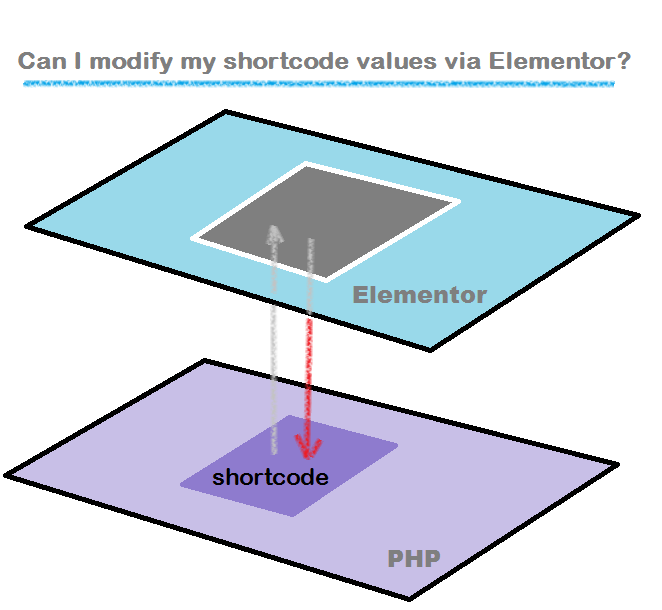 Can I modify my shortcode values via Elementor?
Elementor
shortcode
PHP